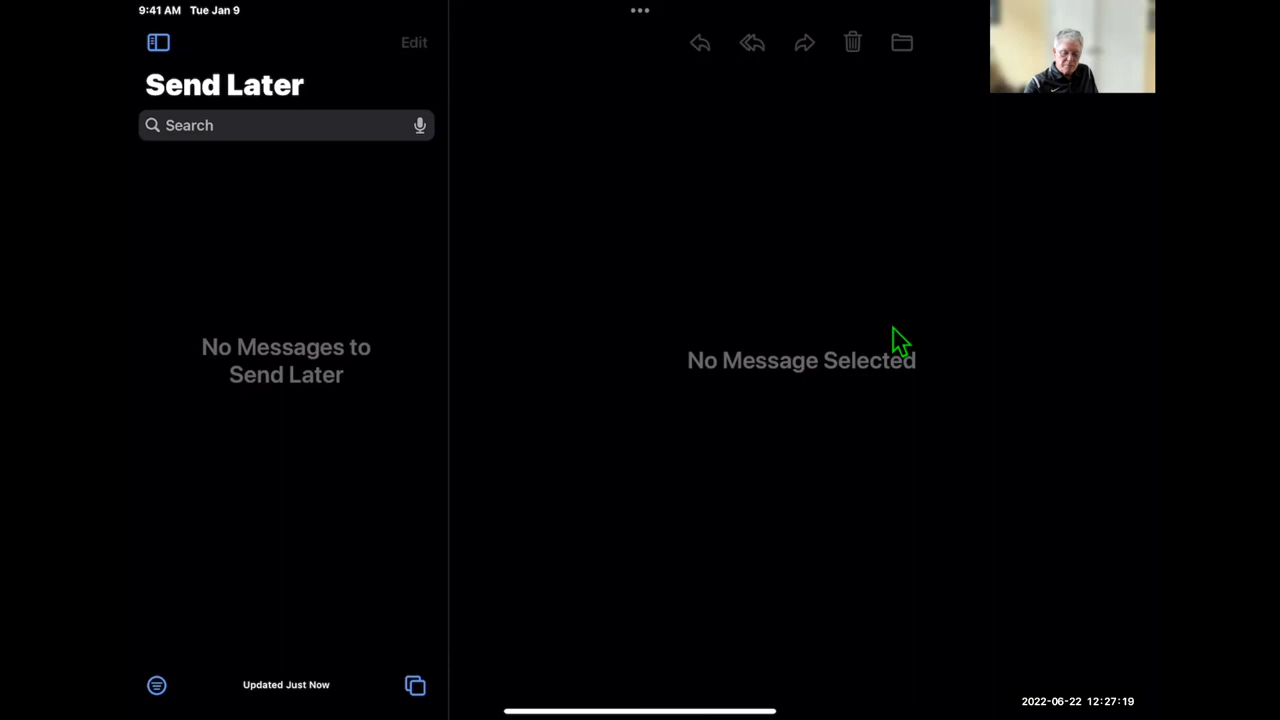 9:41 AM Tue Jan 9
Edit
Send Later
Search
No Messages to
Send Later
No Message Selected
Updated Just Now
2022-06-22 12:27:19